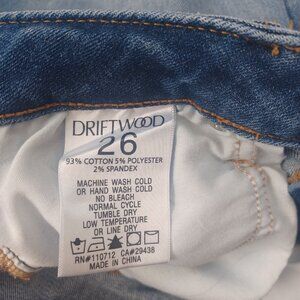 DRIFTWOOD
26
93% COTTON 5% POLYESTER
2% SPANDEX
MACHINE WASH COLD
OR HAND WASH COLD
NO BLEACH
NORMAL CYCLE
TUMBLE DRY
LOW TEMPERATURE
OR LINE DRY
RN#110712 CA#29438
MADE IN CHINA